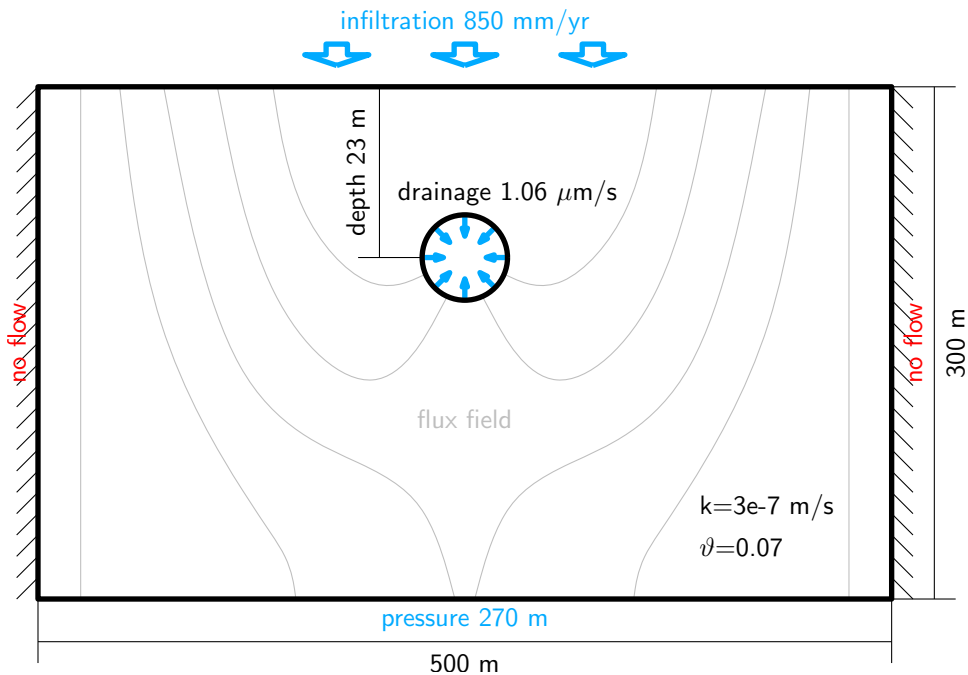 infiltration 850 mm/yr
depth 23 m
drainage 1.06 μm/s
no flow
no flow
300 m
flux field
k=3e-7 m/s
ϑ=0.07
pressure 270 m
500 m